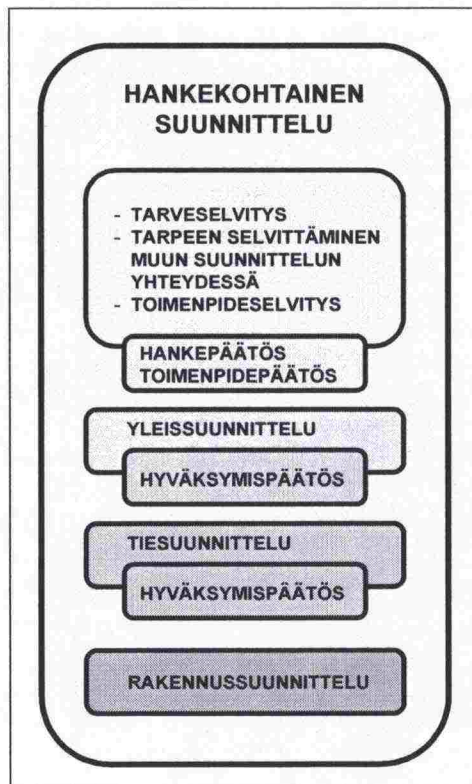 HANKEKOHTAINEN
SUUNNITTELU
- TARVESELVITYS
- TARPEEN SELVITTÄMINEN
MUUN SUUNNITTELUN
YHTEYDESSÄ
- TOIMENPIDESELVITYS
HANKEPÄÄTÖS
TOIMENPIDEPÄÄTÖS
YLEISSUUNNITTELU
HYVÄKSYMISPÄÄTÖS
TIESUUNNITTELU
HYVÄKSYMISPÄÄTÖS
RAKENNUSSUUNNITTELU